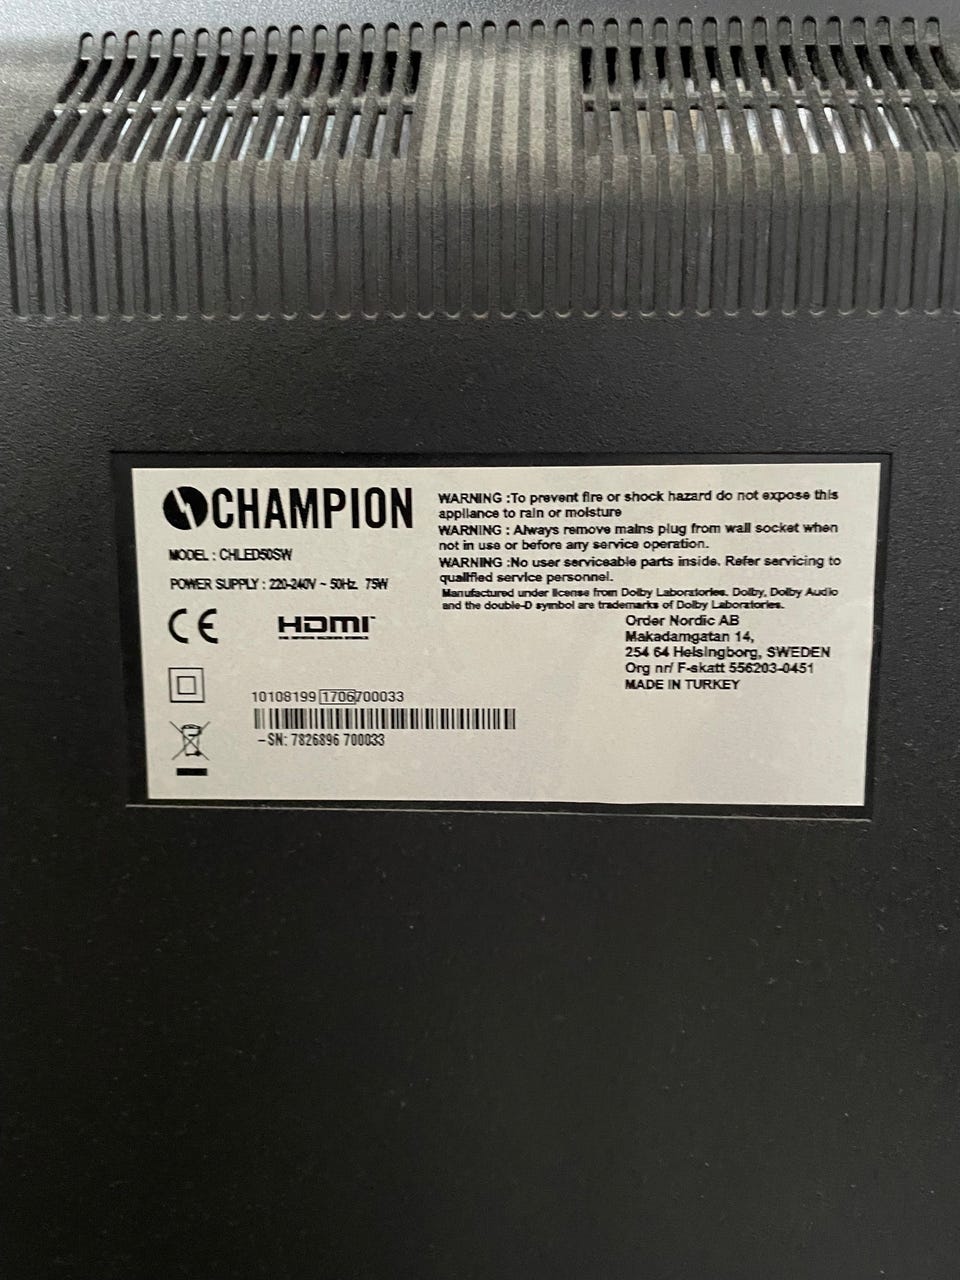 CHAMPION
MODEL : CHLED50SW
POWER SUPPLY : 220-240V ~ 50Hz. 75W
CE
HDMI
10108199 1706700033
-SN: 7826896 700033
WARNING :To prevent fire or shock hazard do not expose this
appliance to rain or moisture
WARNING : Always remove mains plug from wall socket when
not in use or before any service operation.
WARNING :No user serviceable parts inside. Refer servicing to
qualified service personnel.
Manufactured under license from Dolby Laboratories. Dolby, Dolby Audio
and the double-D symbol are trademarks of Dolby Laboratories.
Order Nordic AB
Makadamgatan 14,
254 64 Helsingborg, SWEDEN
Org nr/ F-skatt 556203-0451
MADE IN TURKEY